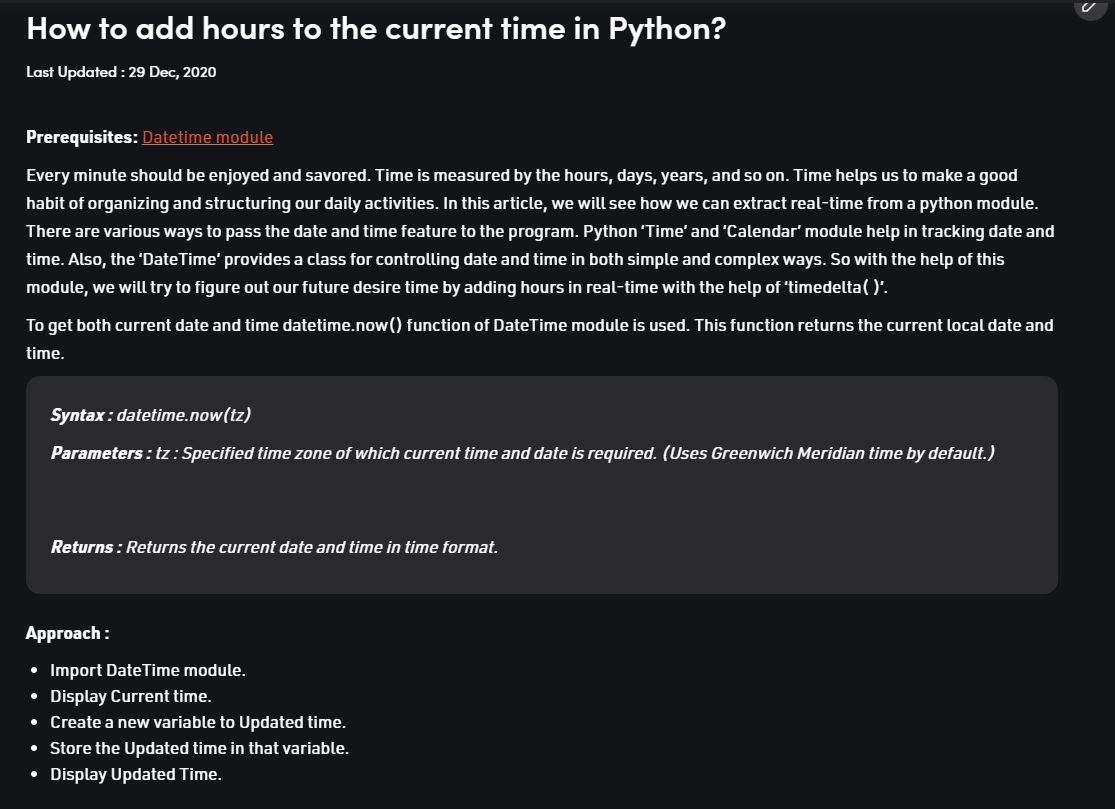 How to add hours to the current time in Python?
Last Updated : 29 Dec, 2020
Prerequisites: Datetime module
Every minute should be enjoyed and savored. Time is measured by the hours, days, years, and so on. Time helps us to make a good
habit of organizing and structuring our daily activities. In this article, we will see how we can extract real-time from a python module.
There are various ways to pass the date and time feature to the program. Python ‘Time’ and ‘Calendar’ module help in tracking date and
time. Also, the ‘DateTime’ provides a class for controlling date and time in both simple and complex ways. So with the help of this
module, we will try to figure out our future desire time by adding hours in real-time with the help of ‘timedelta( )’.
To get both current date and time datetime.now() function of DateTime module is used. This function returns the current local date and
time.
Syntax : datetime.now(tz)
Parameters : tz : Specified time zone of which current time and date is required. (Uses Greenwich Meridian time by default.)
Returns : Returns the current date and time in time format.
Approach :
• Import DateTime module.
• Display Current time.
• Create a new variable to Updated time.
• Store the Updated time in that variable.
• Display Updated Time.